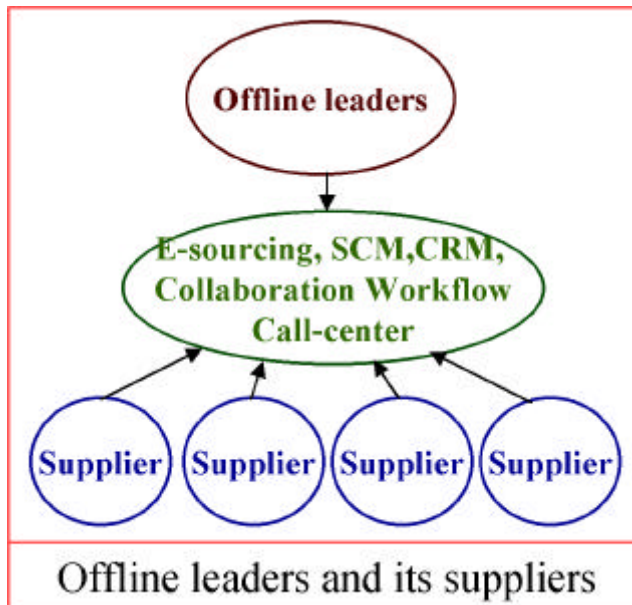 Offline leaders
E-sourcing, SCM,CRM,
Collaboration Workflow
Call-center
Supplier
Supplier
Supplier
Supplier
Offline leaders and its suppliers